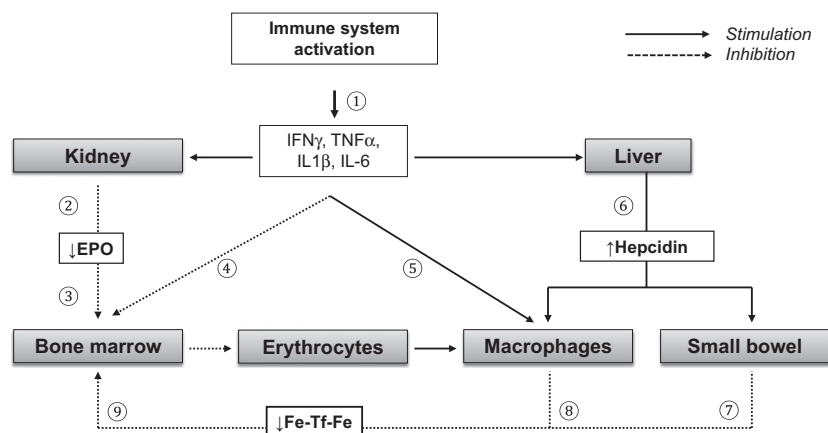 Immune system
activation
Stimulation
Inhibition
①
IFNγ, TNFα,
IL1β, IL-6
Kidney
Liver
②
⑥
↓EPO
↑Hepcidin
③
④
⑤
Bone marrow
Erythrocytes
Macrophages
Small bowel
⑨
↓Fe-Tf-Fe
⑧
⑦